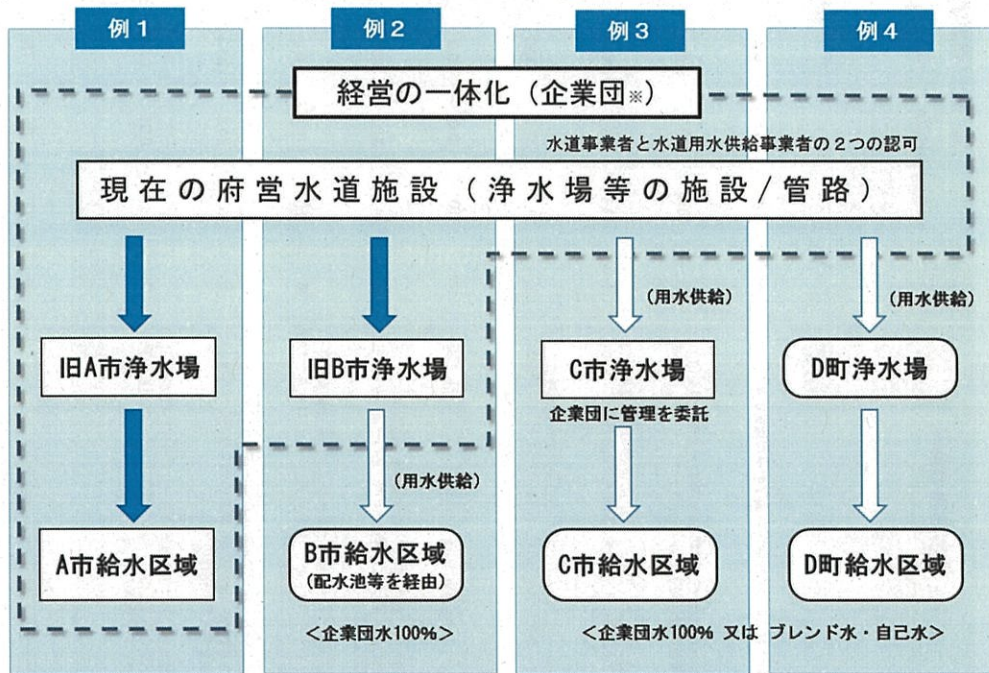 例1
例2
例3
例4
経営の一体化（企業団※）
水道事業者と水道用水供給事業者の２つの認可
現在の府営水道施設（浄水場等の施設/管路）
(用水供給)
(用水供給)
旧A市浄水場
旧B市浄水場
C市浄水場
D町浄水場
企業団に管理を委託
(用水供給)
A市給水区域
B市給水区域
(配水池等を経由)
C市給水区域
D町給水区域
＜企業団水100%＞
＜企業団水100% 又は ブレンド水・自己水＞